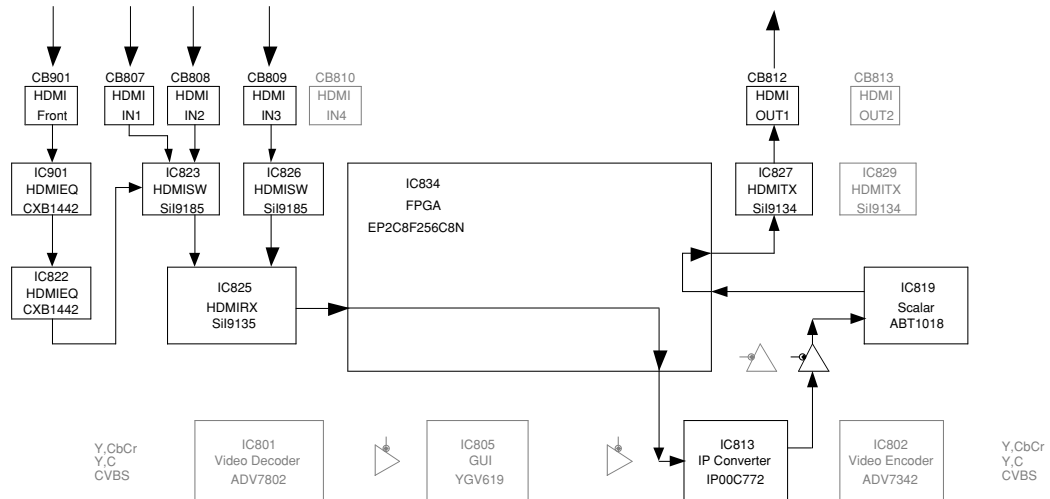 CB901
HDMI
Front
CB807
HDMI
IN1
CB808
HDMI
IN2
CB809
HDMI
IN3
CB810
HDMI
IN4
CB812
HDMI
OUT1
CB813
HDMI
OUT2
IC901
HDMIEQ
CXB1442
IC823
HDMISW
SiI9185
IC826
HDMISW
SiI9185
IC834
FPGA
EP2C8F256C8N
IC827
HDMITX
SiI9134
IC829
HDMITX
SiI9134
IC822
HDMIEQ
CXB1442
IC825
HDMIRX
SiI9135
IC819
Scalar
ABT1018
Y,CbCr
Y,C
CVBS
IC801
Video Decoder
ADV7802
IC805
GUI
YGV619
IC813
IP Converter
IP00C772
IC802
Video Encoder
ADV7342
Y,CbCr
Y,C
CVBS